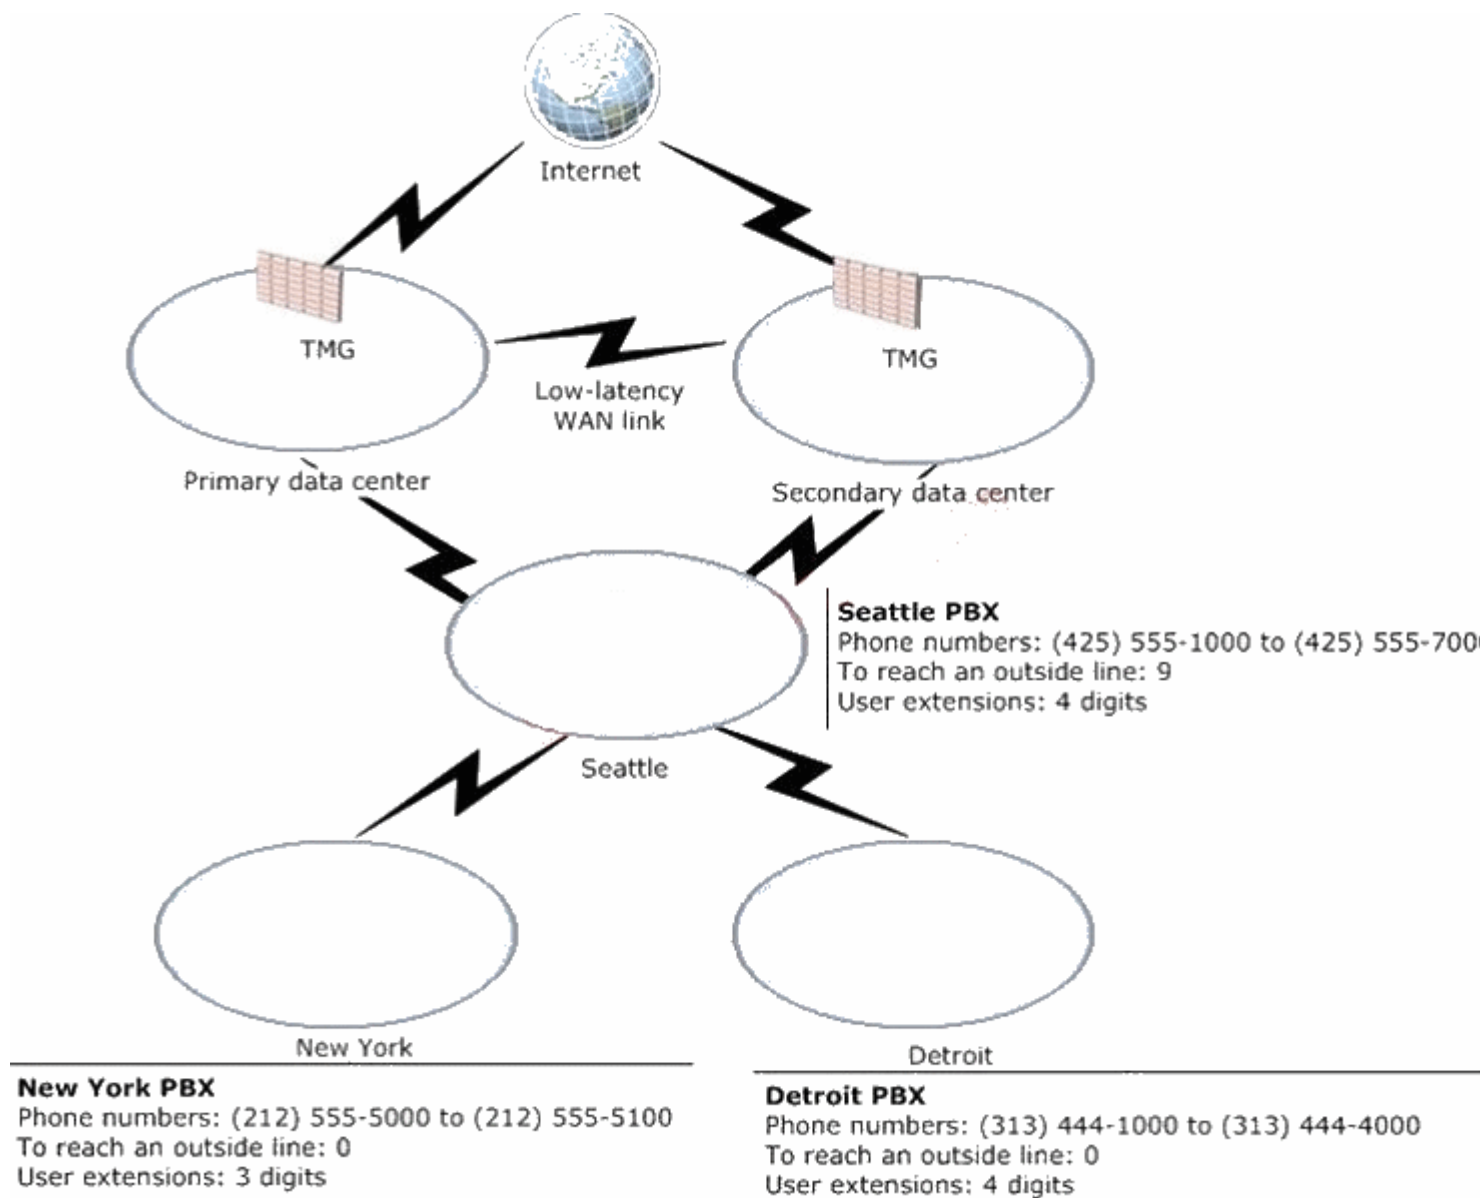 Internet
TMG
TMG
Low-latency
WAN link
Primary data center
Secondary data center
Seattle PBX
Phone numbers: (425) 555-1000 to (425) 555-700
To reach an outside line: 9
User extensions: 4 digits
Seattle
New York
Detroit
New York PBX
Phone numbers: (212) 555-5000 to (212) 555-5100
To reach an outside line: 0
User extensions: 3 digits
Detroit PBX
Phone numbers: (313) 444-1000 to (313) 444-4000
To reach an outside line: 0
User extensions: 4 digits